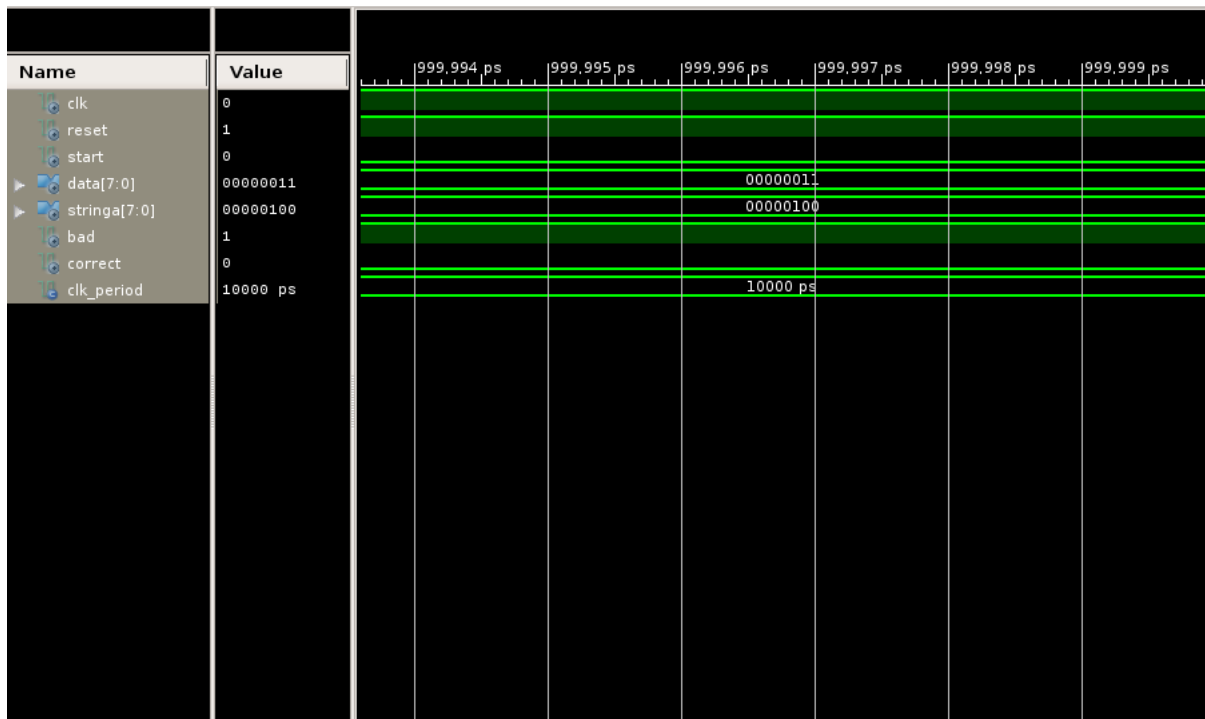 Name Value
999,994 ps 999,995 ps 999,996 ps 999,997 ps 999,998 ps 999,999 ps
clk 0
reset 1
start 0
data[7:0] 00000011 00000011
stringa[7:0] 00000100 00000100
bad 1
correct 0
clk_period 10000 ps 10000 ps